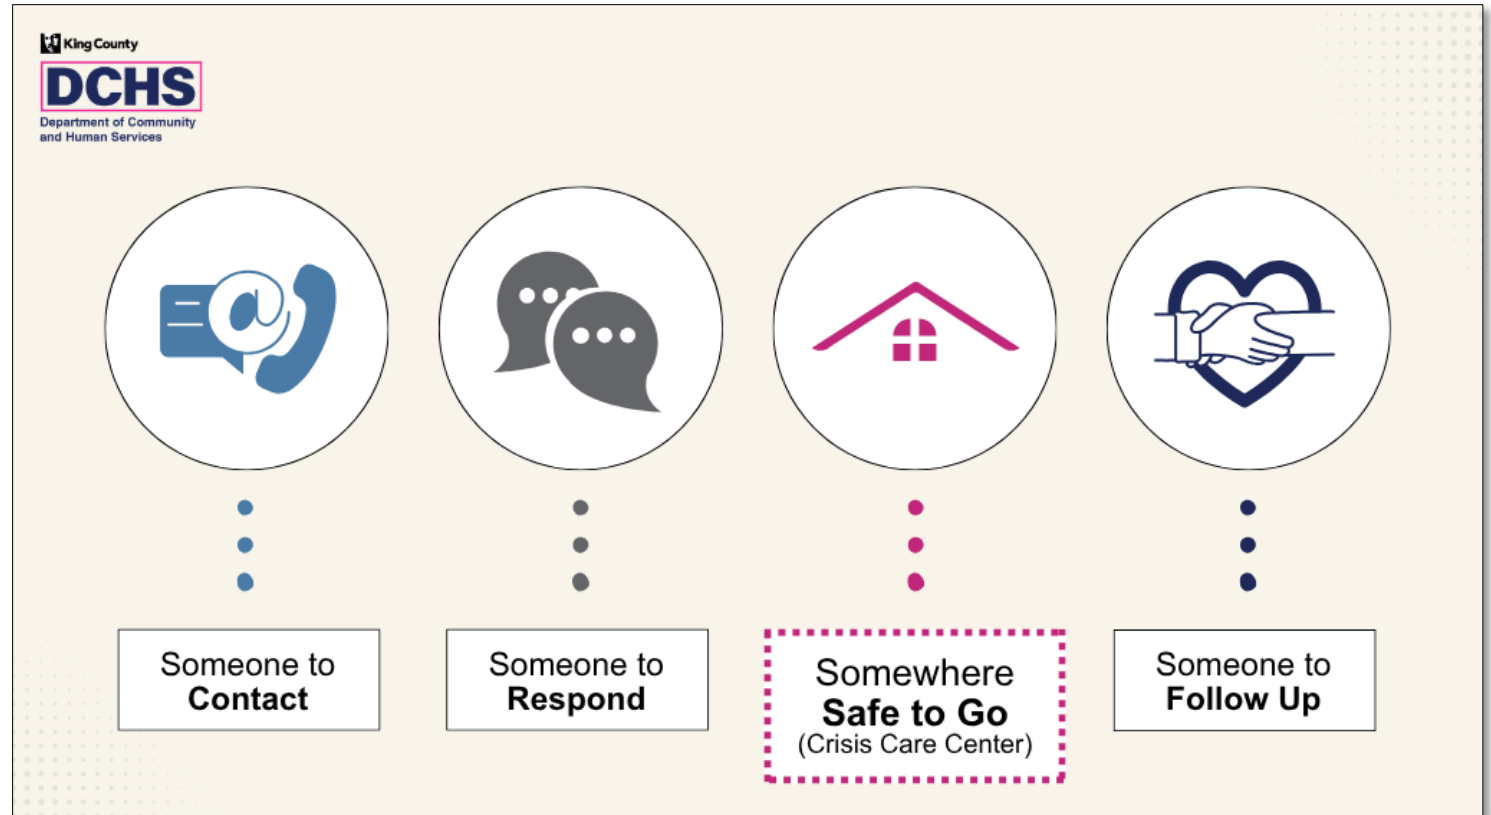 King County
DCHS
Department of Community
and Human Services
Someone to
Contact
Someone to
Respond
Somewhere
Safe to Go
(Crisis Care Center)
Someone to
Follow Up